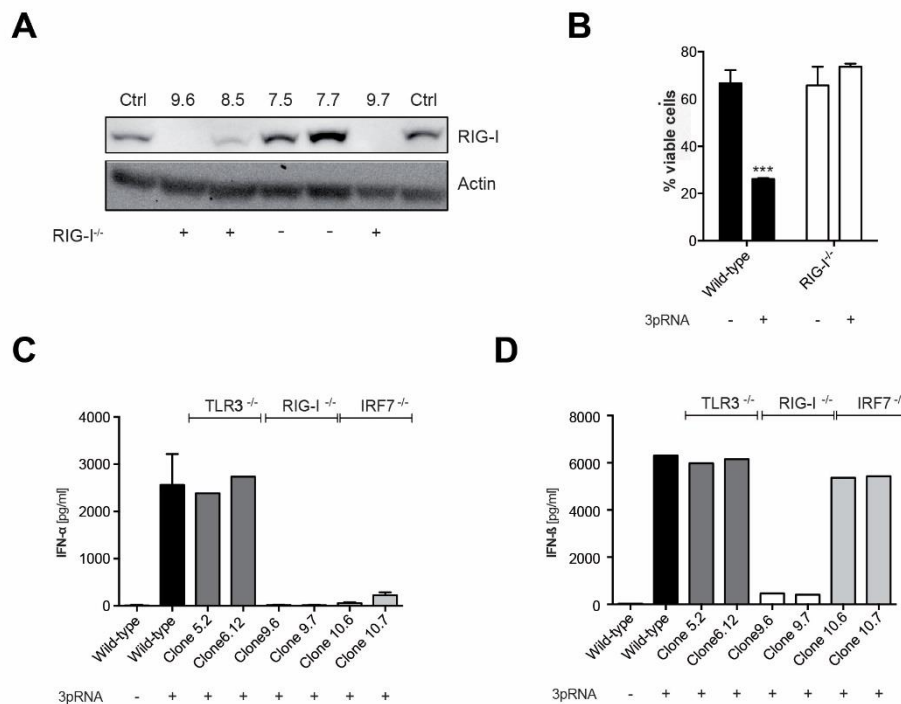 A
Ctrl 9.6 8.5 7.5 7.7 9.7 Ctrl
RIG-I
Actin
RIG-I-/- + + - - +
B
% viable cells
80
60
40
20
0
***
Wild-type RIG-I-/-
3pRNA - + - +
C
TLR3 -/- RIG-I -/- IRF7 -/-
IFN-α [pg/ml]
4000
3000
2000
1000
0
Wild-type Wild-type Clone 5.2 Clone6.12 Clone9.6 Clone 9.7 Clone 10.6 Clone 10.7
3pRNA - + + + + + + +
D
TLR3 -/- RIG-I -/- IRF7 -/
IFN-ß [pg/ml]
8000
6000
4000
2000
0
Wild-type Wild-type Clone 5.2 Clone6.12 Clone9.6 Clone 9.7 Clone 10.6 Clone 10.7
3pRNA - + + + + + + +